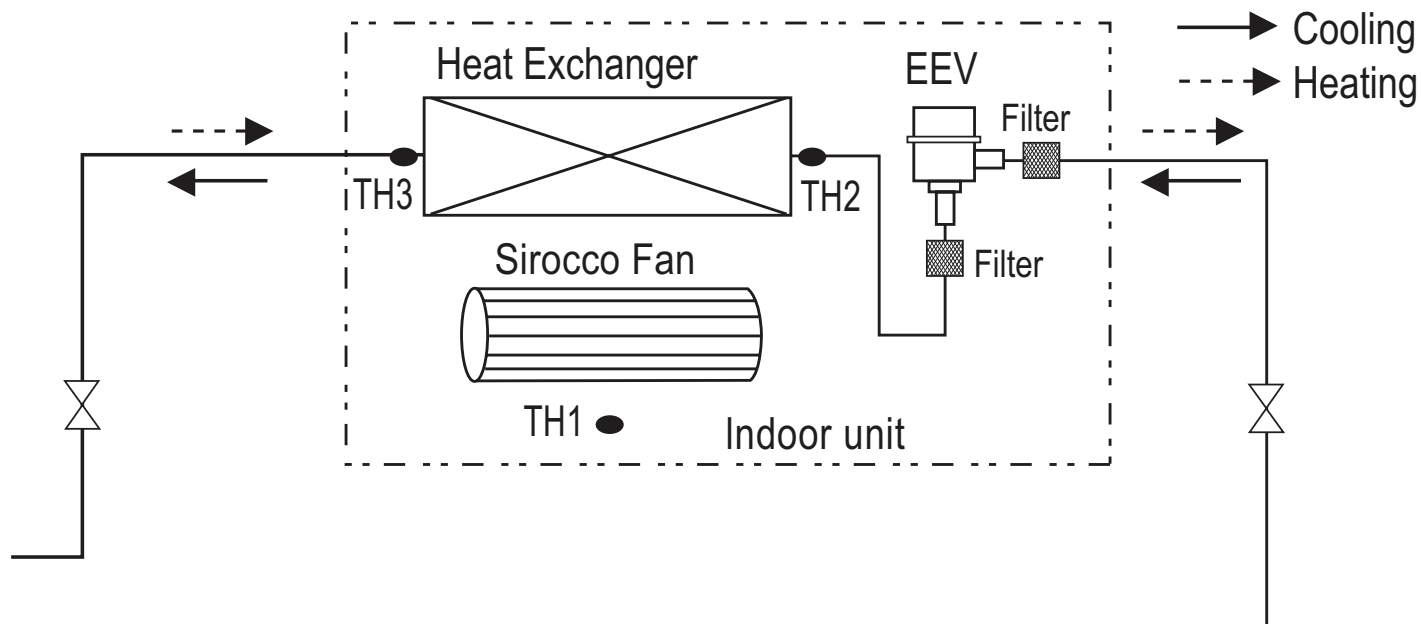 Cooling
Heating
Heat Exchanger
EEV
Filter
TH3
TH2
Sirocco Fan
Filter
TH1
Indoor unit